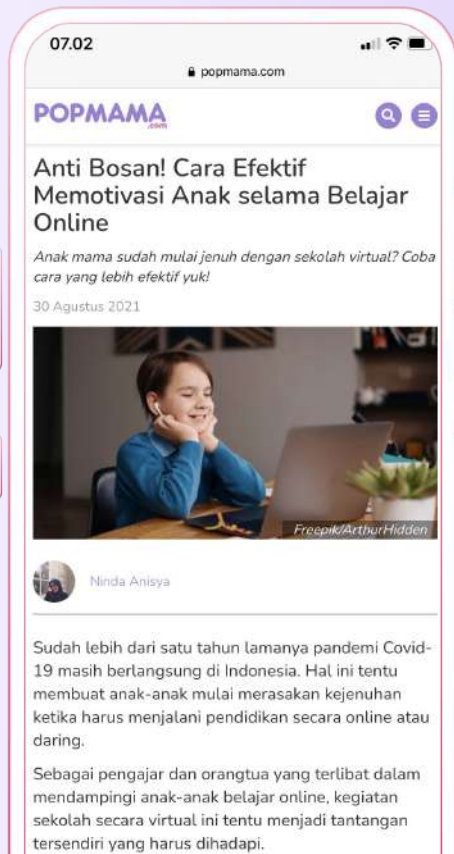 07.02
popmama.com
POPMAMA
.com
Anti Bosan! Cara Efektif
Memotivasi Anak selama Belajar
Online
Anak mama sudah mulai jenuh dengan sekolah virtual? Coba
cara yang lebih efektif yuk!
30 Agustus 2021
Freepik/ArthurHidden
Ninda Anisya
Sudah lebih dari satu tahun lamanya pandemi Covid-
19 masih berlangsung di Indonesia. Hal ini tentu
membuat anak-anak mulai merasakan kejenuhan
ketika harus menjalani pendidikan secara online atau
daring.
Sebagai pengajar dan orangtua yang terlibat dalam
mendampingi anak-anak belajar online, kegiatan
sekolah secara virtual ini tentu menjadi tantangan
tersendiri yang harus dihadapi.